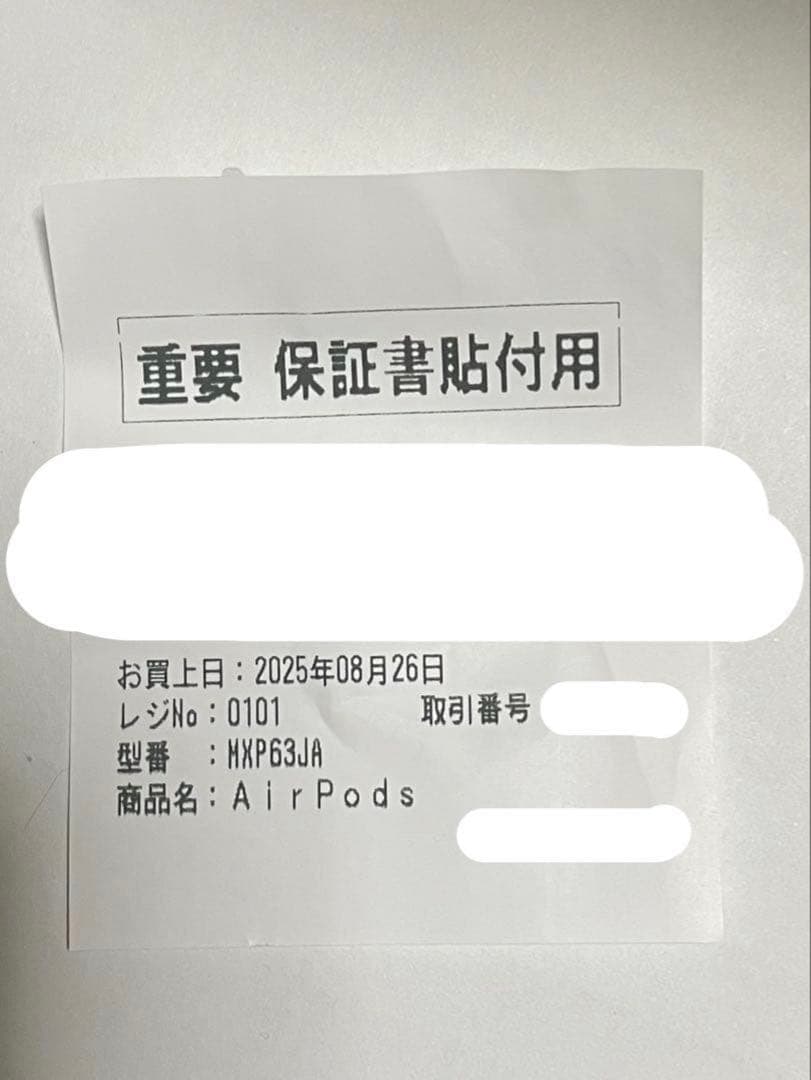 重要 保証書貼付用
お買上日：2025年08月26日
レジNo：0101 取引番号
型番 ：MXP63JA
商品名：ＡｉｒＰｏｄｓ